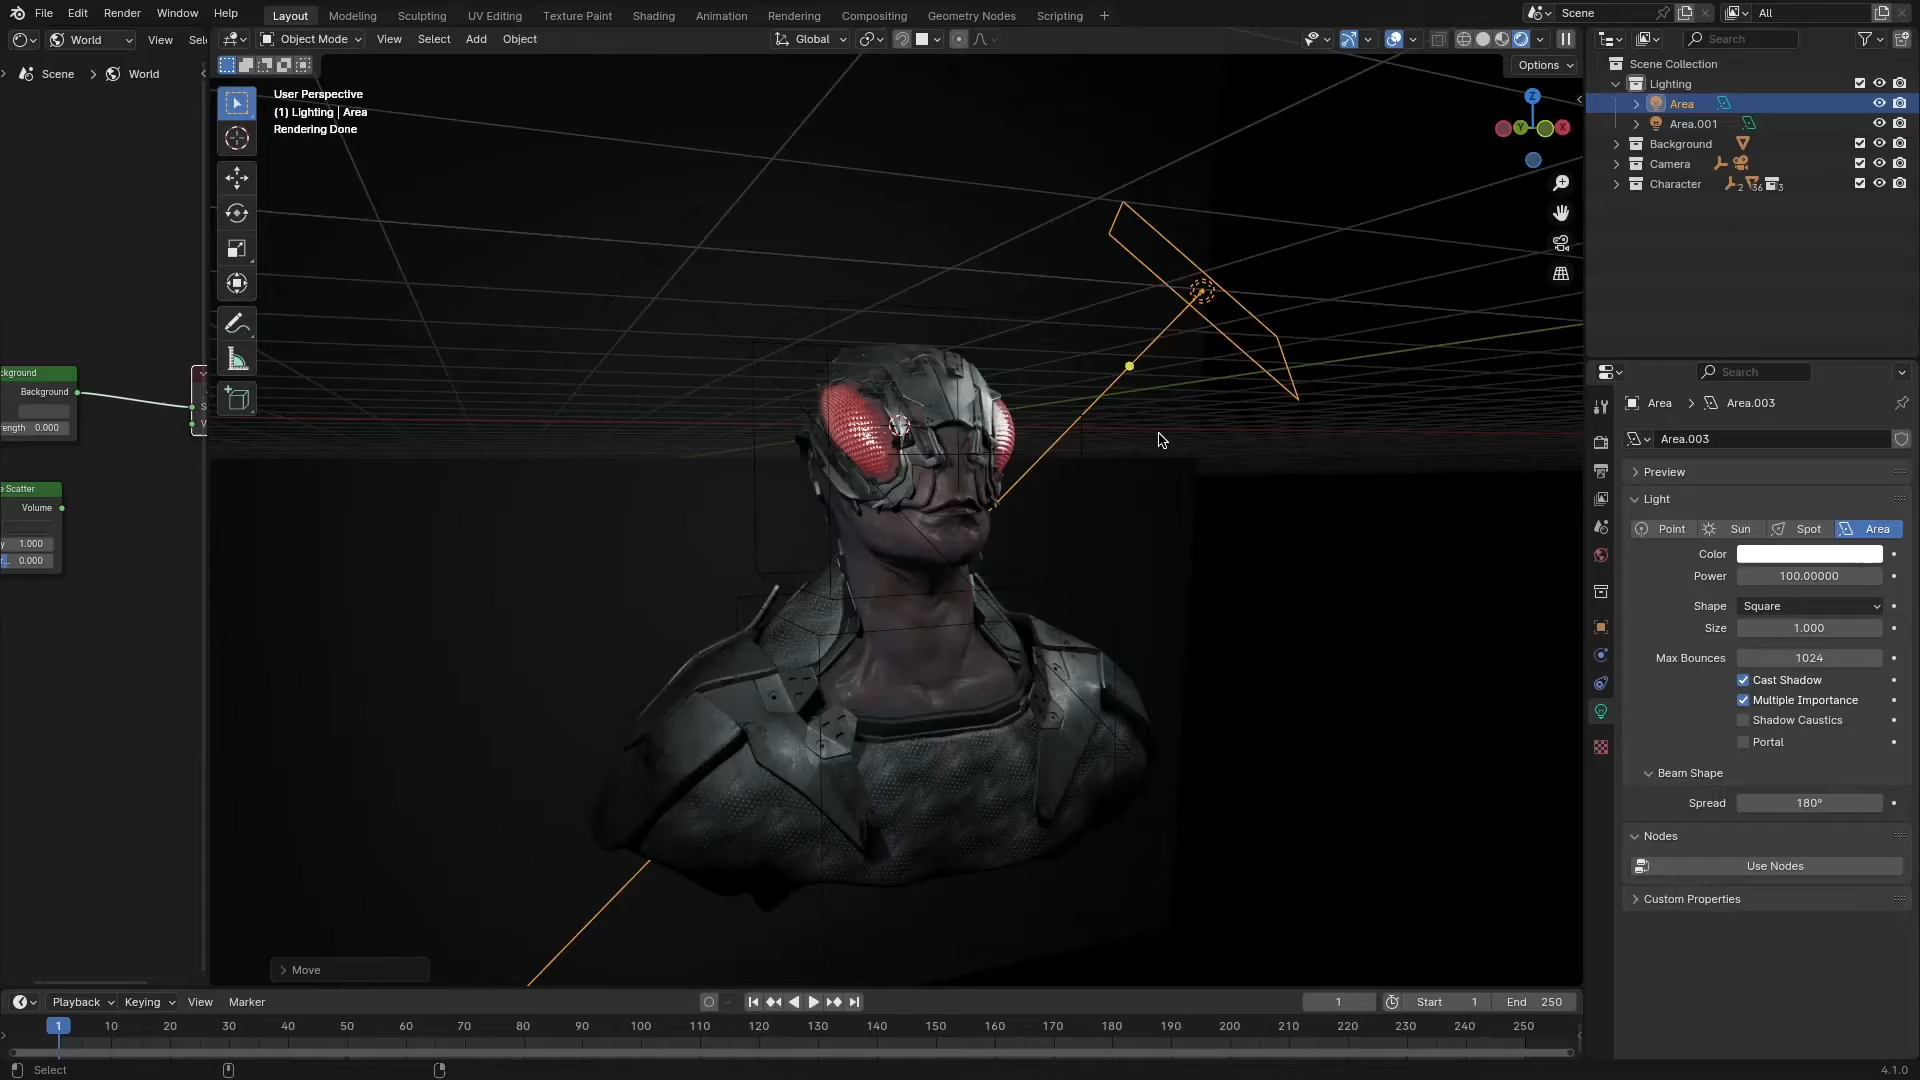 File Edit Render Window Help
Layout Modeling Sculpting UV Editing Texture Paint Shading Animation Rendering Compositing Geometry Nodes Scripting +
Scene
All
World View
Object Mode View Select Add Object
Global
Search
Scene > World
Options
User Perspective
(1) Lighting | Area
Rendering Done
Z
Y
X
Scene Collection
Lighting
Area
Area.001
Background
Camera
Character 2 36 3
Search
Area > Area.003
Area.003
Preview
Light
Point Sun Spot Area
Color
Power 100.00000
Shape Square
Size 1.000
Max Bounces 1024
Cast Shadow
Multiple Importance
Shadow Caustics
Portal
Beam Shape
Spread 180°
Nodes
Use Nodes
Custom Properties
Background
0.000
Scatter
Volume
1.000
0.000
Move
Playback Keying View Marker
1 Start 1 End 250
1 10 20 30 40 50 60 70 80 90 100 110 120 130 140 150 160 170 180 190 200 210 220 230 240 250
Select
4.1.0